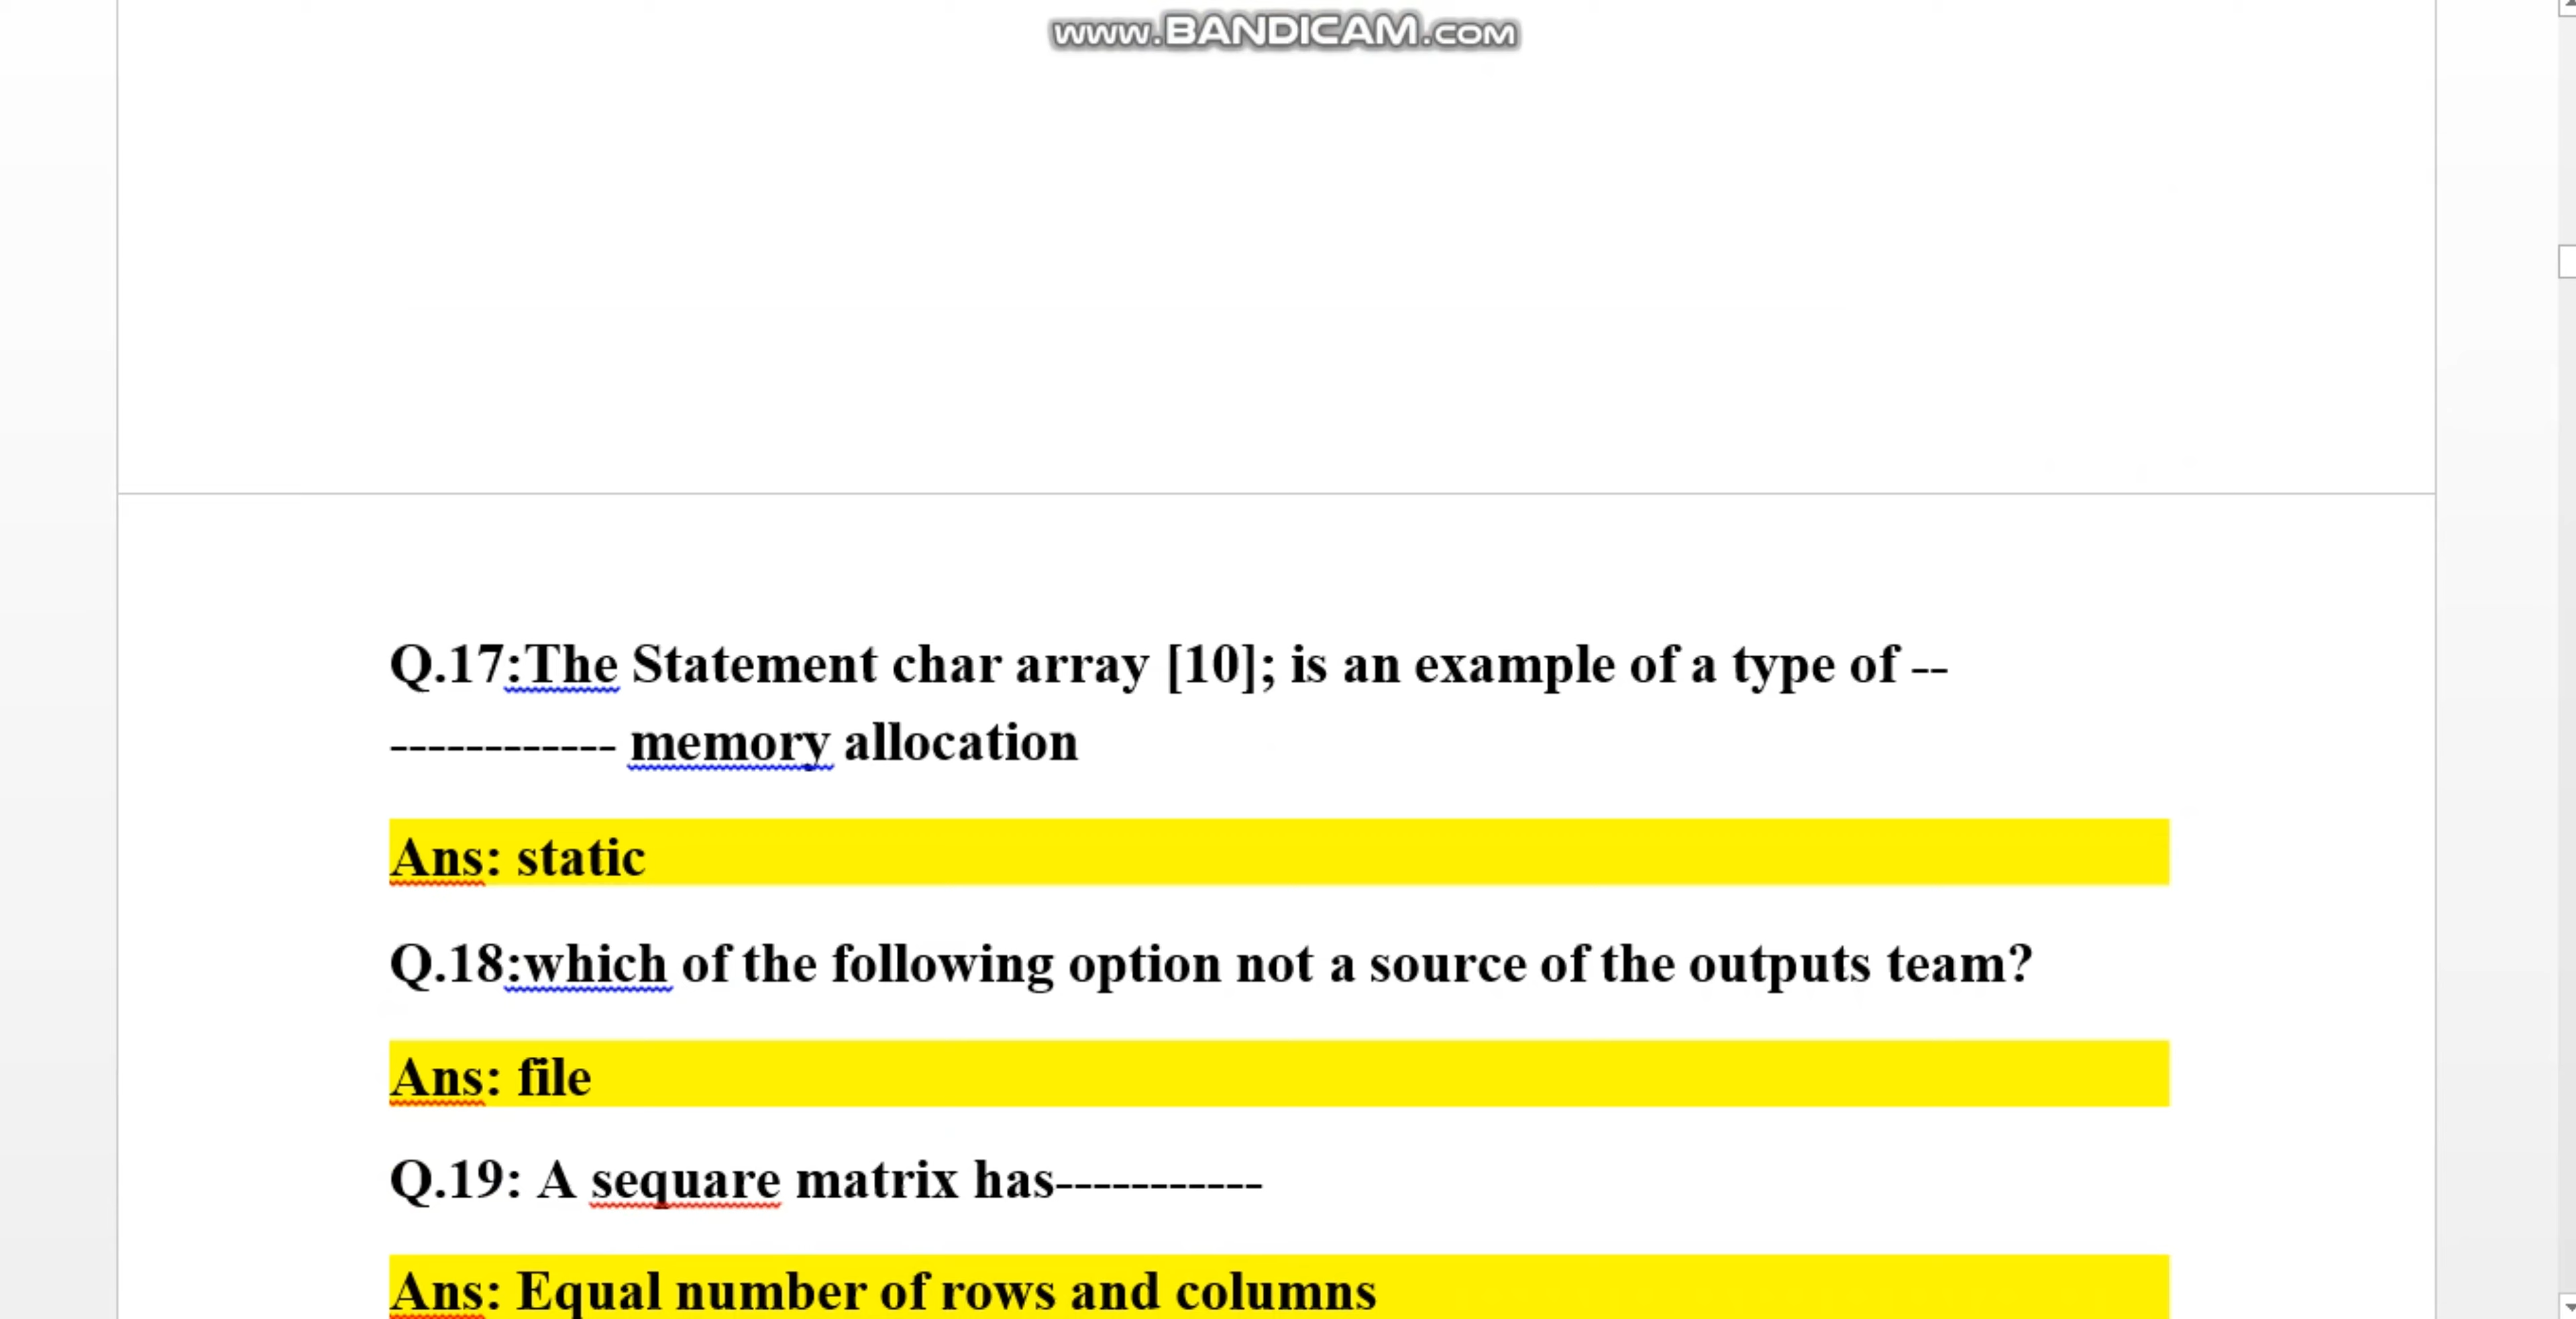 www.BANDICAM.com
Q.17:The Statement char array [10]; is an example of a type of --
------------ memory allocation
Ans: static
Q.18:which of the following option not a source of the outputs team?
Ans: file
Q.19: A sequare matrix has-----------
Ans: Equal number of rows and columns